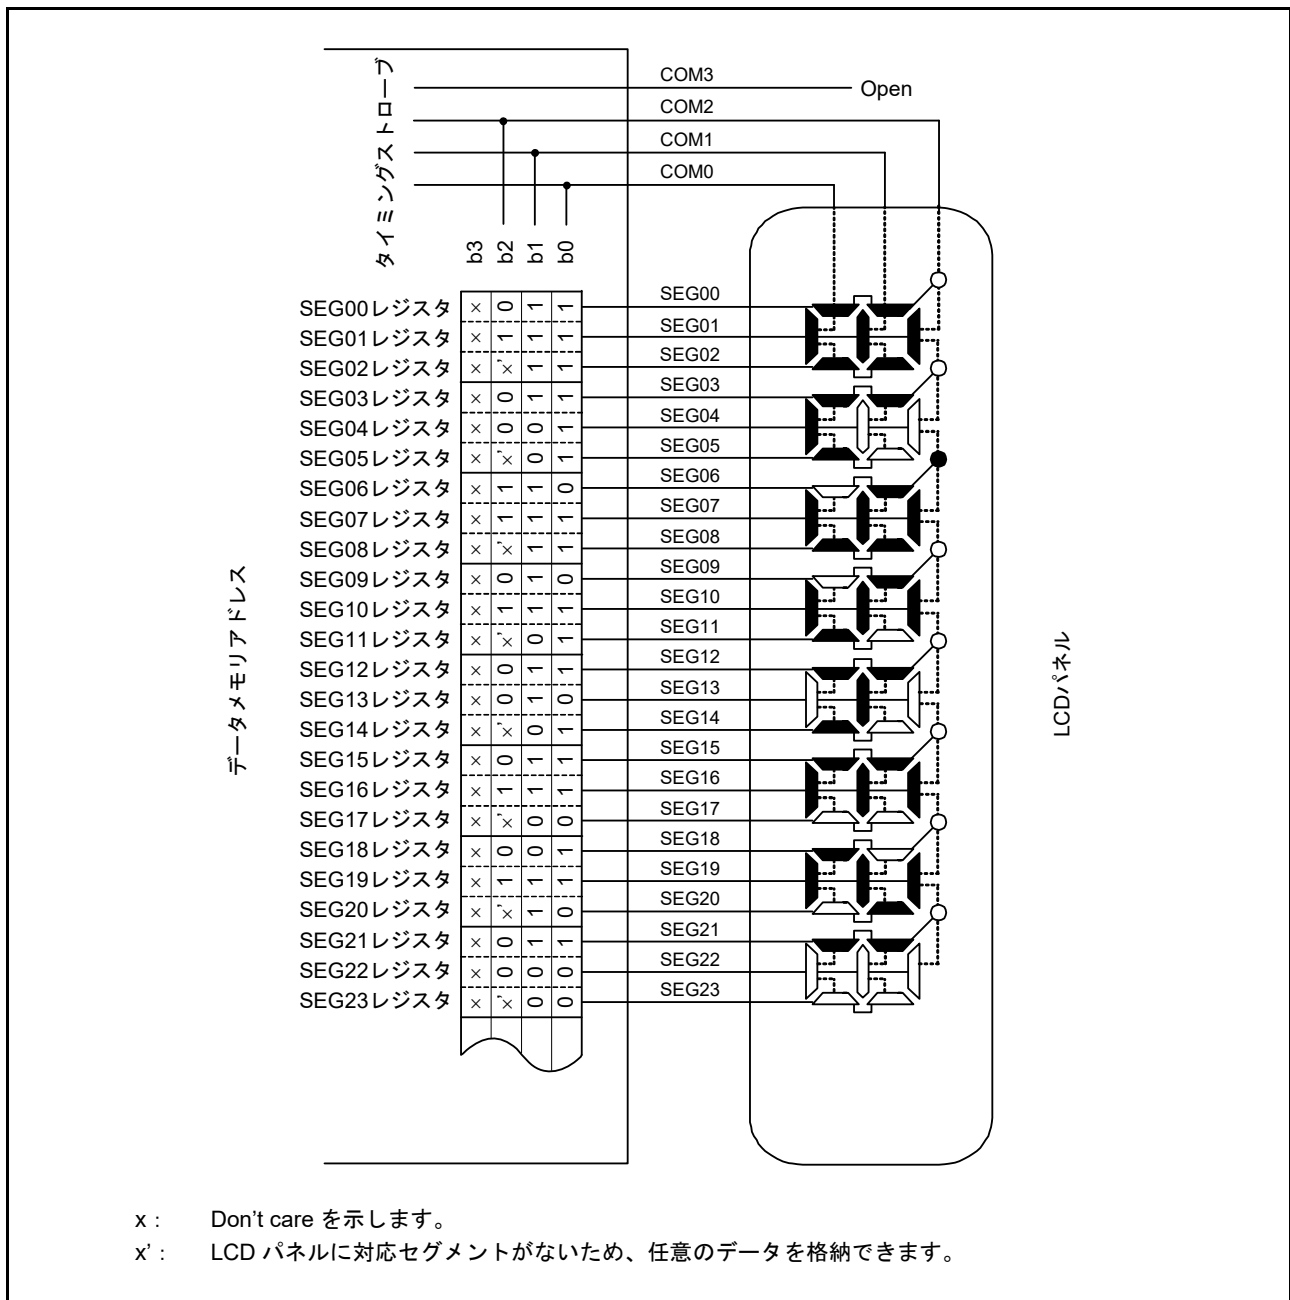 タイミングストローブ
COM3
Open
COM2
COM1
COM0
b3 b2 b1 b0
データメモリアドレス
SEG00レジスタ × 0 1 1 SEG00
SEG01レジスタ × 1 1 1 SEG01
SEG02レジスタ × ×' 1 1 SEG02
SEG03レジスタ × 0 1 1 SEG03
SEG04レジスタ × 0 0 1 SEG04
SEG05レジスタ × ×' 0 1 SEG05
SEG06レジスタ × 1 1 0 SEG06
SEG07レジスタ × 1 1 1 SEG07
SEG08レジスタ × ×' 1 1 SEG08
SEG09レジスタ × 0 1 0 SEG09
SEG10レジスタ × 1 1 1 SEG10
SEG11レジスタ × ×' 0 1 SEG11
SEG12レジスタ × 0 1 1 SEG12
SEG13レジスタ × 0 1 0 SEG13
SEG14レジスタ × ×' 0 1 SEG14
SEG15レジスタ × 0 1 1 SEG15
SEG16レジスタ × 1 1 1 SEG16
SEG17レジスタ × ×' 0 0 SEG17
SEG18レジスタ × 0 0 1 SEG18
SEG19レジスタ × 1 1 1 SEG19
SEG20レジスタ × ×' 1 0 SEG20
SEG21レジスタ × 0 1 1 SEG21
SEG22レジスタ × 0 0 0 SEG22
SEG23レジスタ × ×' 0 0 SEG23
LCDパネル
x : Don't care を示します。
x' : LCD パネルに対応セグメントがないため、任意のデータを格納できます。